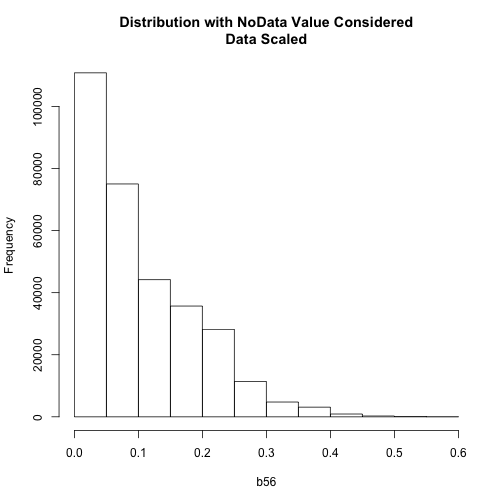 Distribution with NoData Value Considered
Data Scaled
Frequency
100000
80000
60000
40000
20000
0
0.0 0.1 0.2 0.3 0.4 0.5 0.6
b56